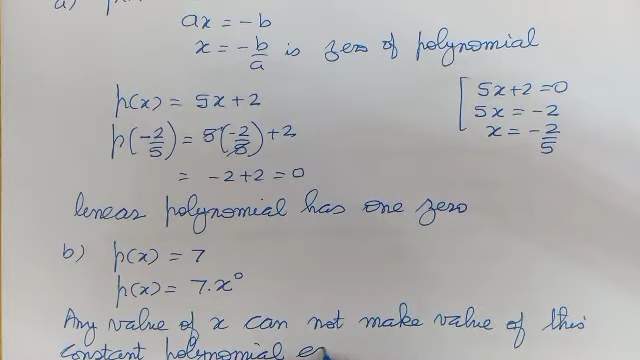 a)
ax = -b
x = -b/a is zero of polynomial
p(x) = 5x+2
p(-2/5) = 5(-2/5)+2
= -2+2 = 0
[ 5x+2 = 0
5x = -2
x = -2/5
linear polynomial has one zero
b) p(x) = 7
p(x) = 7.x⁰
Any value of x can not make value of this
constant polynomial